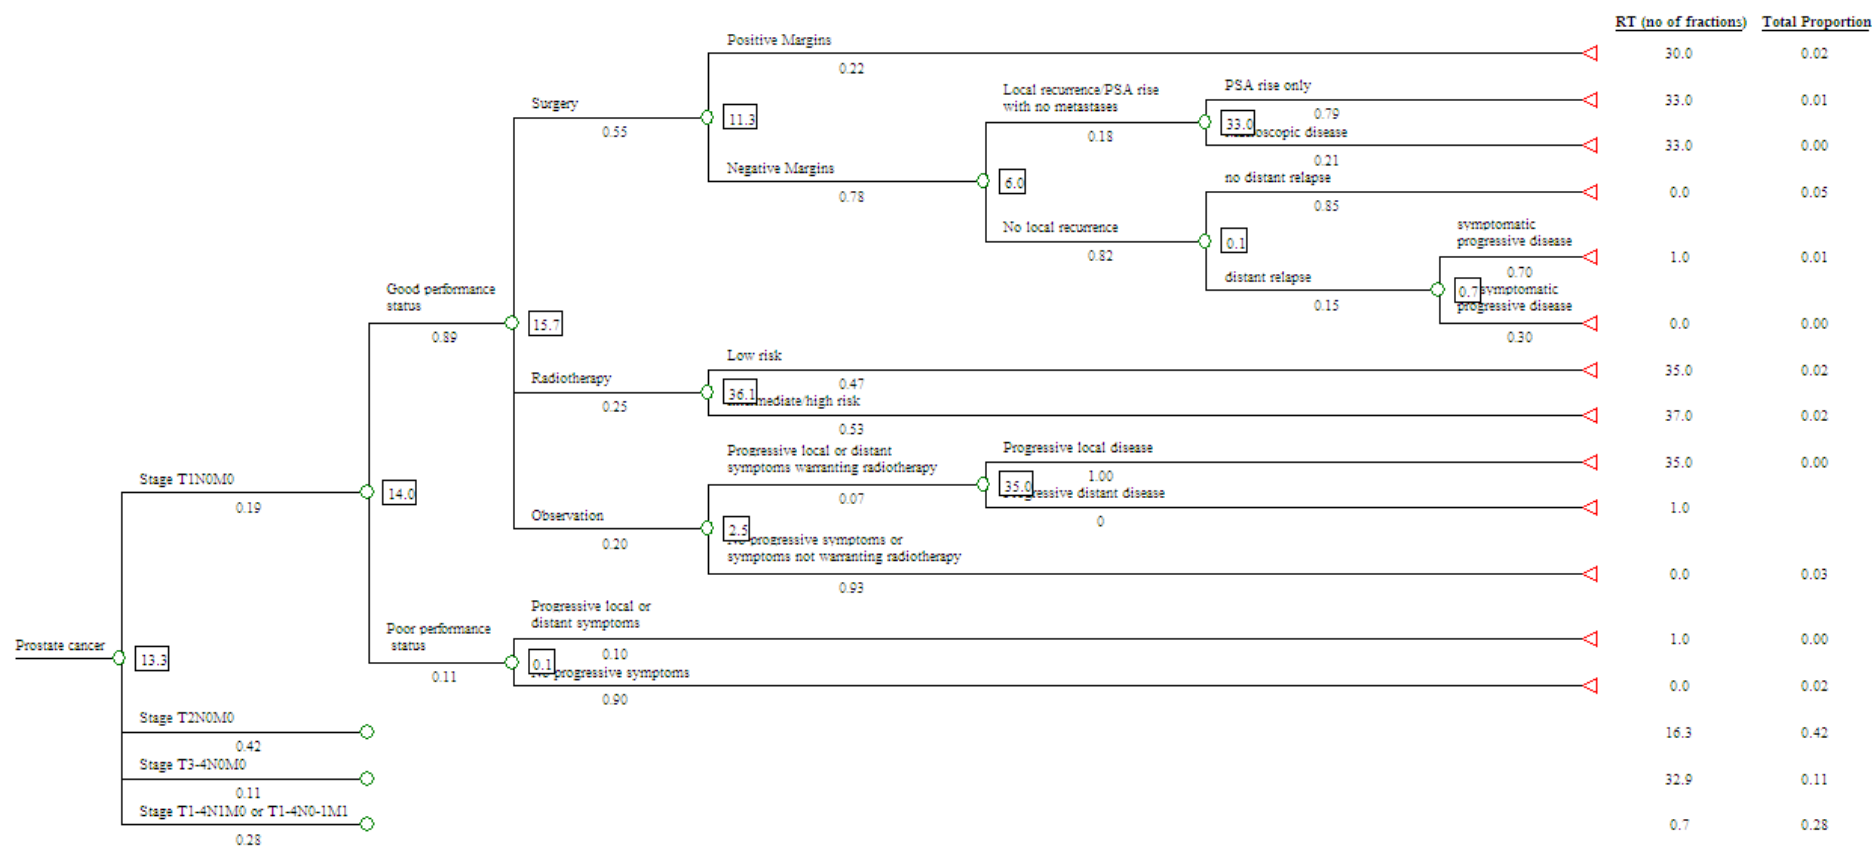 RT (no of fractions) Total Proportion
Positive Margins
0.22
30.0 0.02
Surgery
0.55
11.3
Local recurrence/PSA rise
with no metastases
0.18
PSA rise only
0.79
33.0 0.01
33.0
disease
0.21
33.0 0.00
Negative Margins
0.78
6.0
no distant relapse
0.85
0.0 0.05
No local recurrence
0.82
0.1
symptomatic
progressive disease
0.70
1.0 0.01
distant relapse
0.15
0.7
symptomatic
progressive disease
0.30
0.0 0.00
Good performance
status
0.89
15.7
Radiotherapy
0.25
36.1
Low risk
0.47
35.0 0.02
mediate/high risk
0.53
37.0 0.02
Progressive local or distant
symptoms warranting radiotherapy
0.07
35.0
Progressive local disease
1.00
35.0 0.00
distant disease
0
1.0
Observation
0.20
2.5
progressive symptoms or
symptoms not warranting radiotherapy
0.93
0.0 0.03
Stage T1N0M0
0.19
14.0
Poor performance
status
0.11
0.1
Progressive local or
distant symptoms
0.10
1.0 0.00
progressive symptoms
0.90
0.0 0.02
Prostate cancer
13.3
Stage T2N0M0
0.42
16.3 0.42
Stage T3-4N0M0
0.11
32.9 0.11
Stage T1-4N1M0 or T1-4N0-1M1
0.28
0.7 0.28